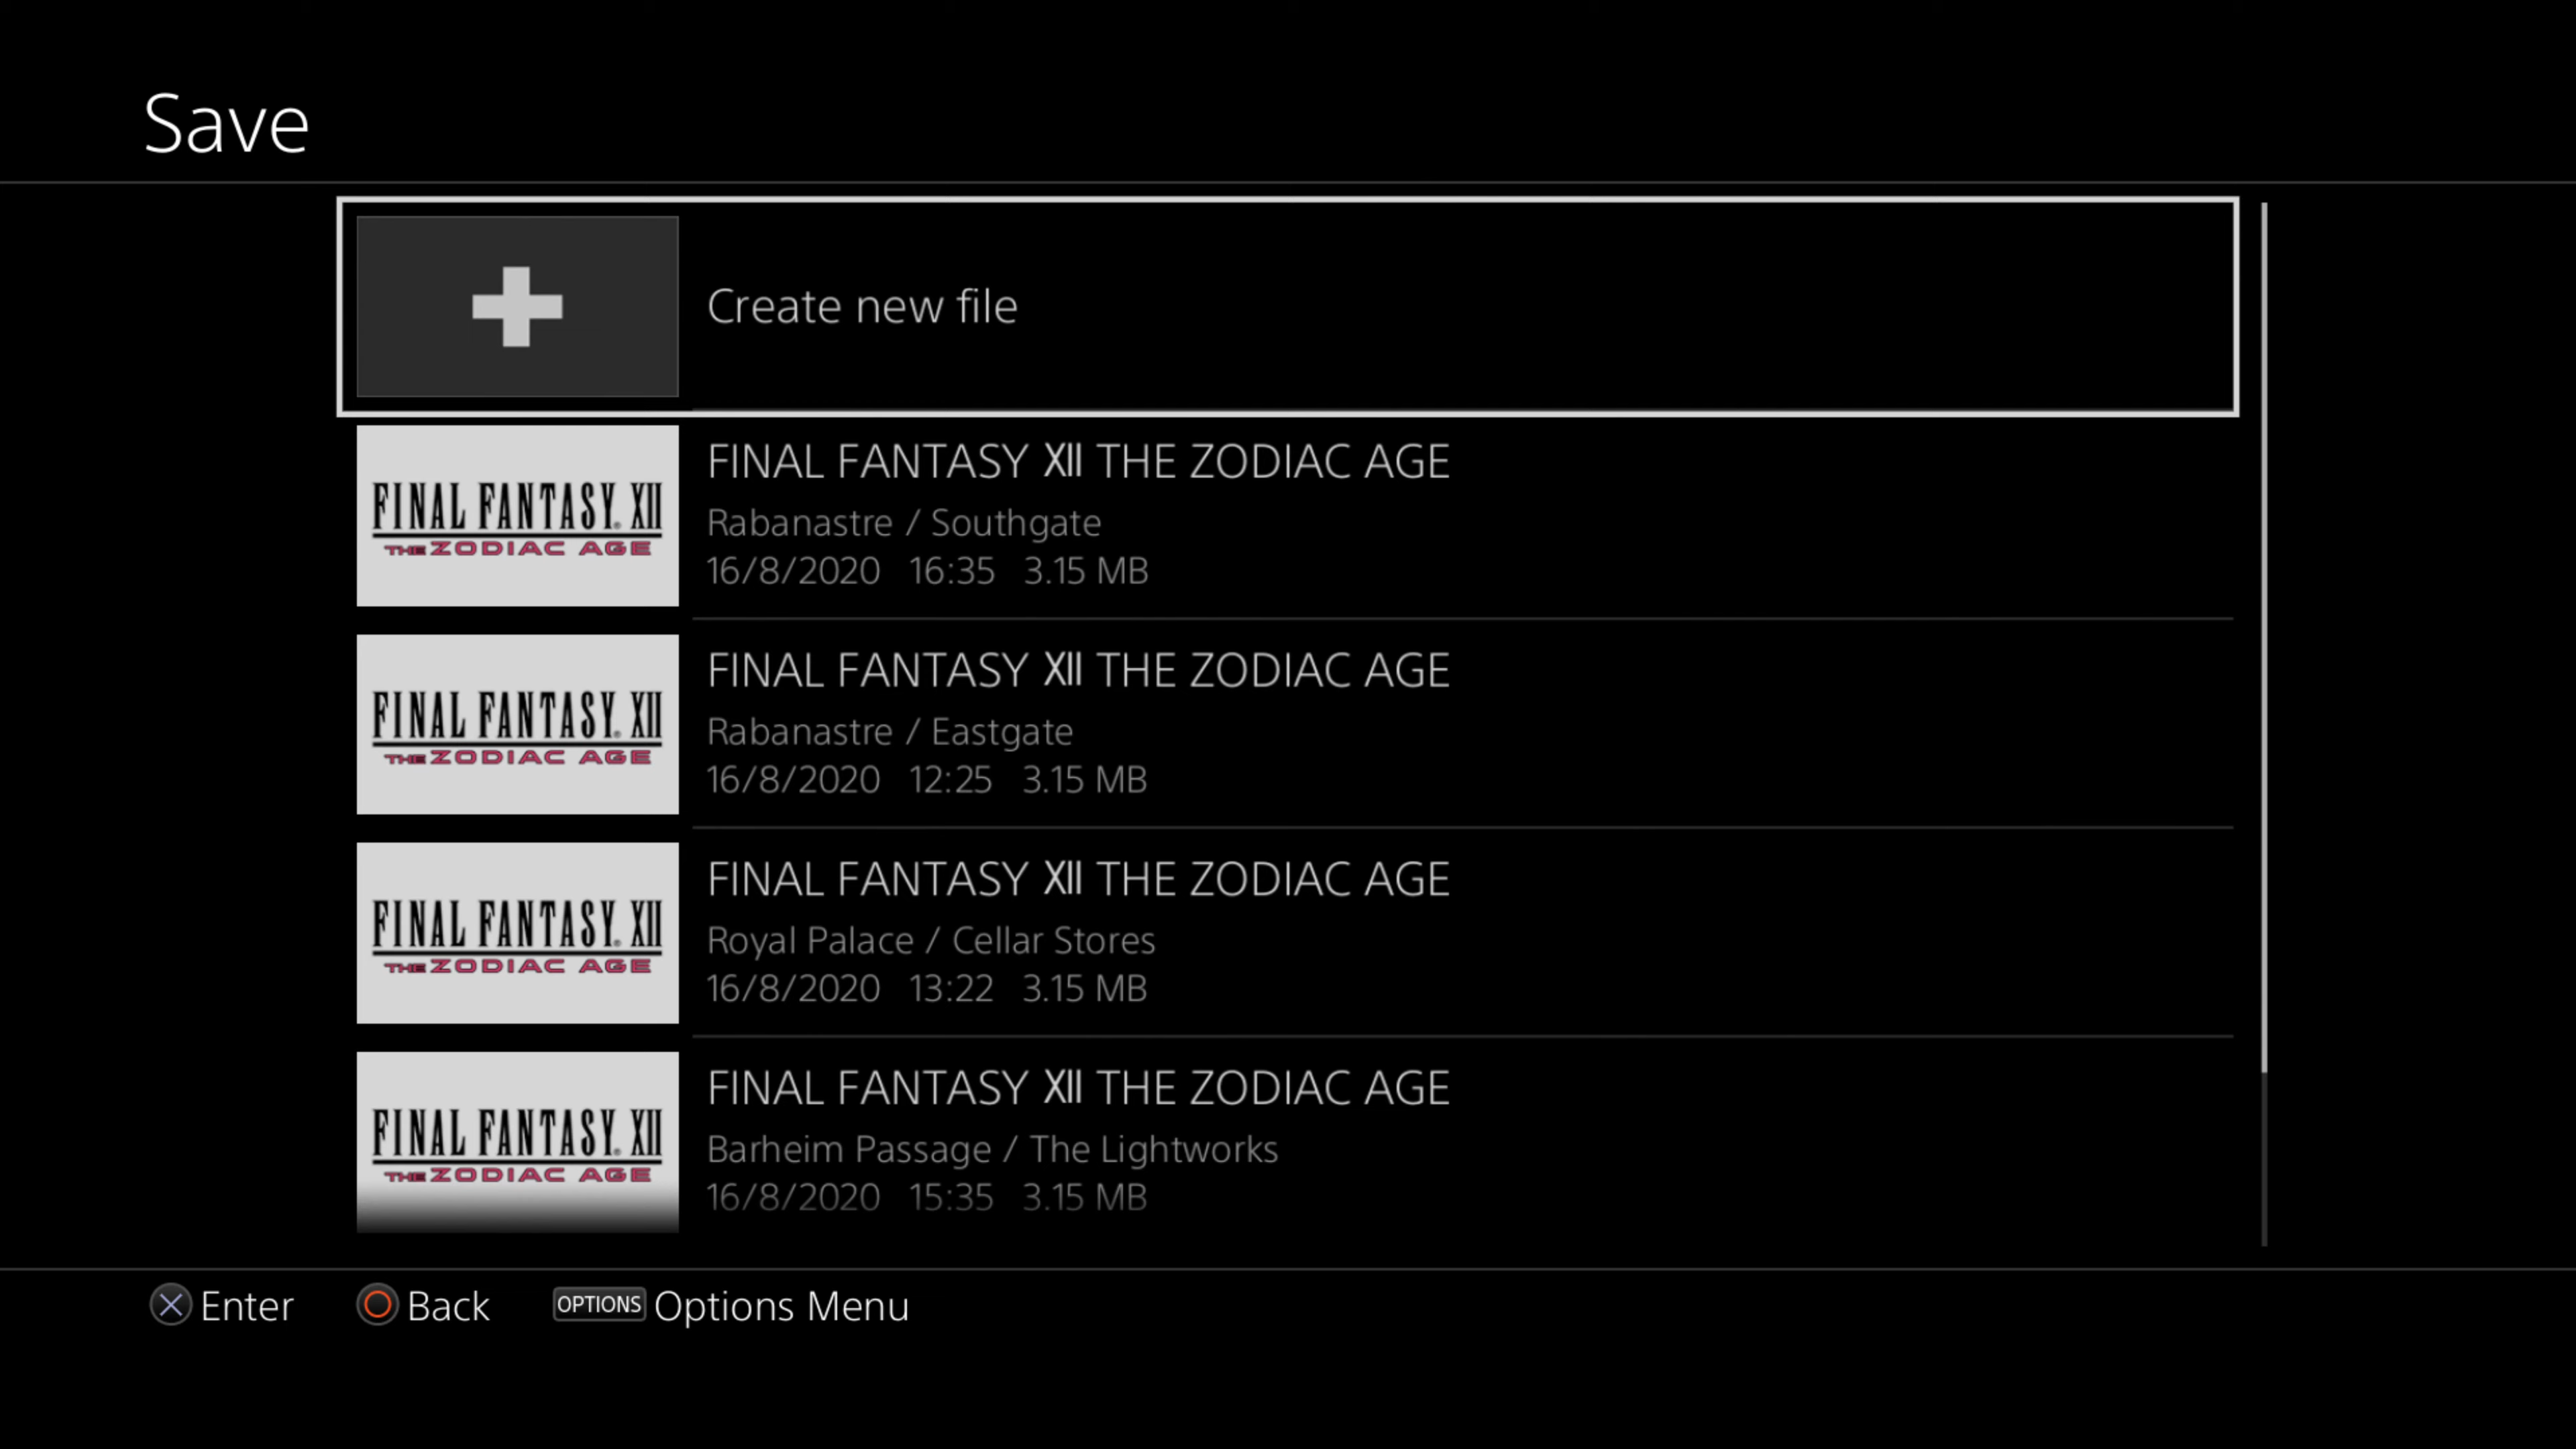 Save
Create new file
FINAL FANTASY XII
THE ZODIAC AGE
FINAL FANTASY XII THE ZODIAC AGE
Rabanastre / Southgate
16/8/2020 16:35 3.15 MB
FINAL FANTASY XII
THE ZODIAC AGE
FINAL FANTASY XII THE ZODIAC AGE
Rabanastre / Eastgate
16/8/2020 12:25 3.15 MB
FINAL FANTASY XII
THE ZODIAC AGE
FINAL FANTASY XII THE ZODIAC AGE
Royal Palace / Cellar Stores
16/8/2020 13:22 3.15 MB
FINAL FANTASY XII
THE ZODIAC AGE
FINAL FANTASY XII THE ZODIAC AGE
Barheim Passage / The Lightworks
16/8/2020 15:35 3.15 MB
Enter Back OPTIONS Options Menu